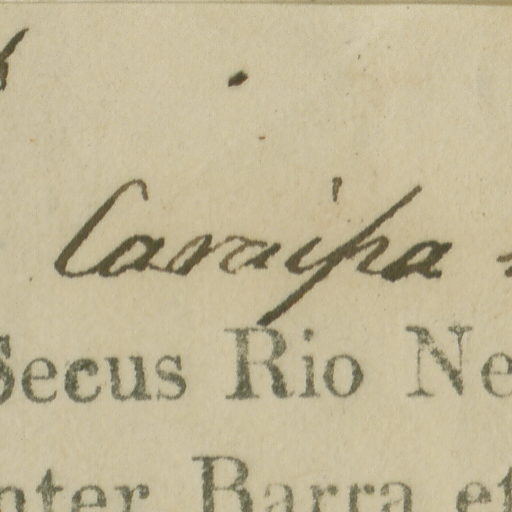 Caraipa
Secus Rio Ne
nter Barra et